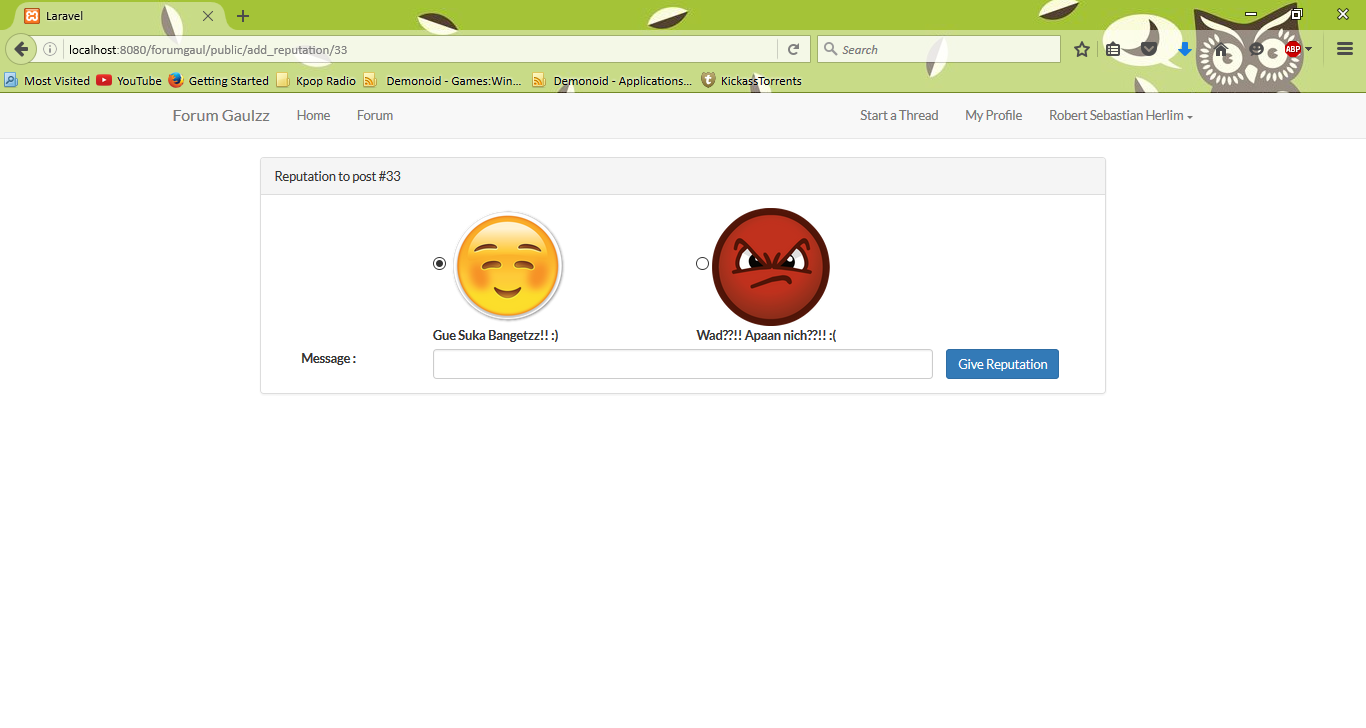 Laravel
localhost:8080/forumgaul/public/add_reputation/33
Search
ABP
Most Visited YouTube Getting Started Kpop Radio Demonoid - Games:Win... Demonoid - Applications... KickassTorrents
Forum Gaulzz Home Forum Start a Thread My Profile Robert Sebastian Herlim
Reputation to post #33
Gue Suka Bangetzz!! :) Wad??!! Apaan nich??!! :(
Message :
Give Reputation